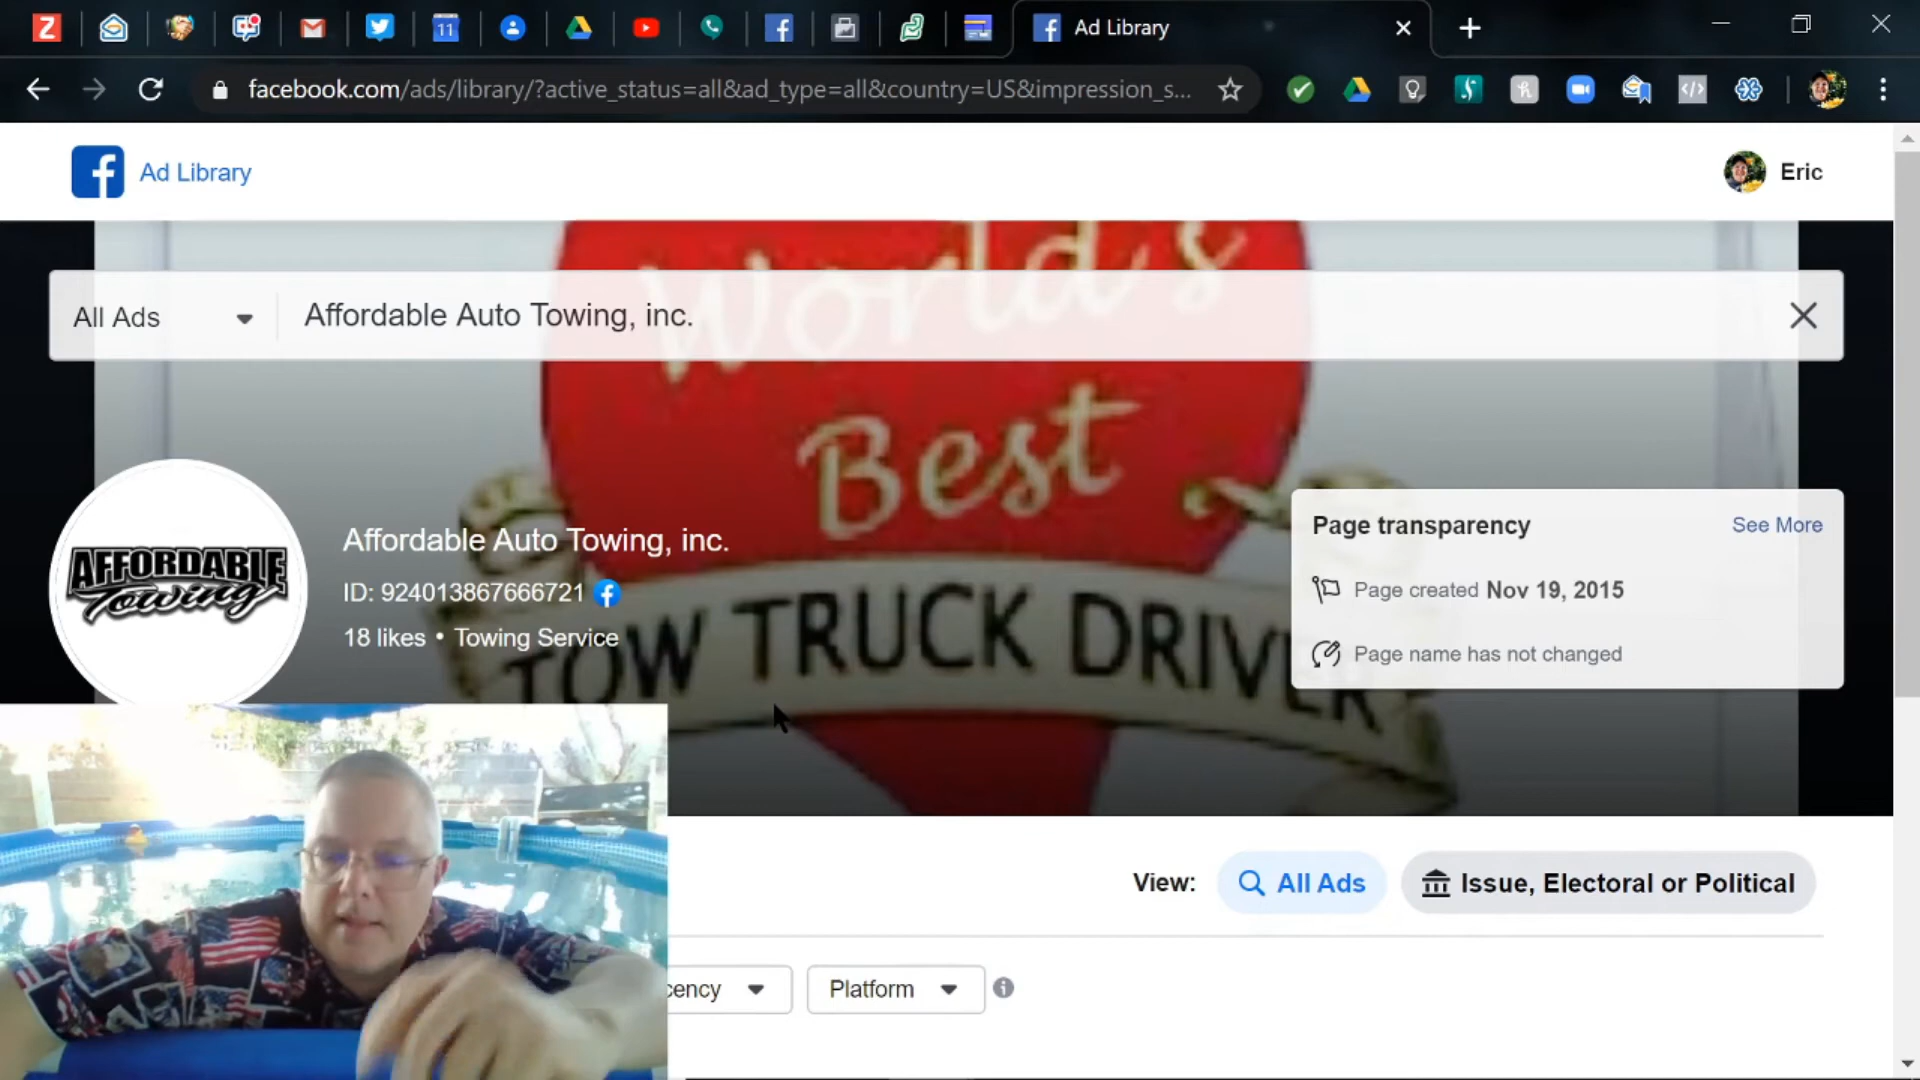 11
Ad Library
facebook.com/ads/library/?active_status=all&ad_type=all&country=US&impression_s...
Ad Library
Eric
World's
All Ads
Affordable Auto Towing, inc.
Best
AFFORDABLE
Towing
Affordable Auto Towing, inc.
ID: 924013867666721
18 likes • Towing Service
TOW TRUCK DRIVER
Page transparency
See More
Page created Nov 19, 2015
Page name has not changed
View:
All Ads
Issue, Electoral or Political
Platform